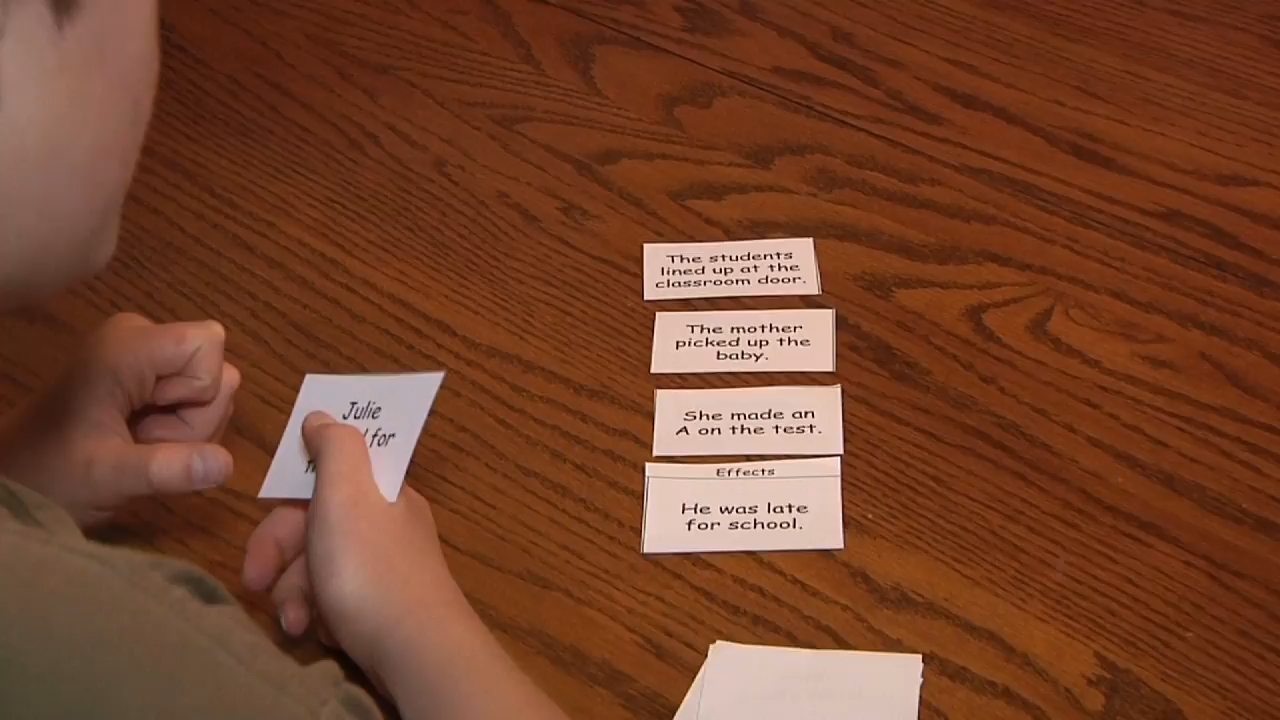 The students
lined up at the
classroom door.
The mother
picked up the
baby.
She made an
A on the test.
Effects
He was late
for school.
Julie
for